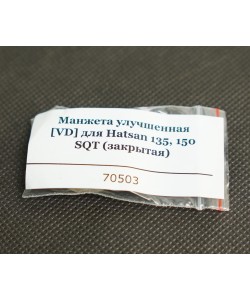 Манжета улучшенная
[VD] для Hatsan 135, 150
SQT (закрытая)
70503